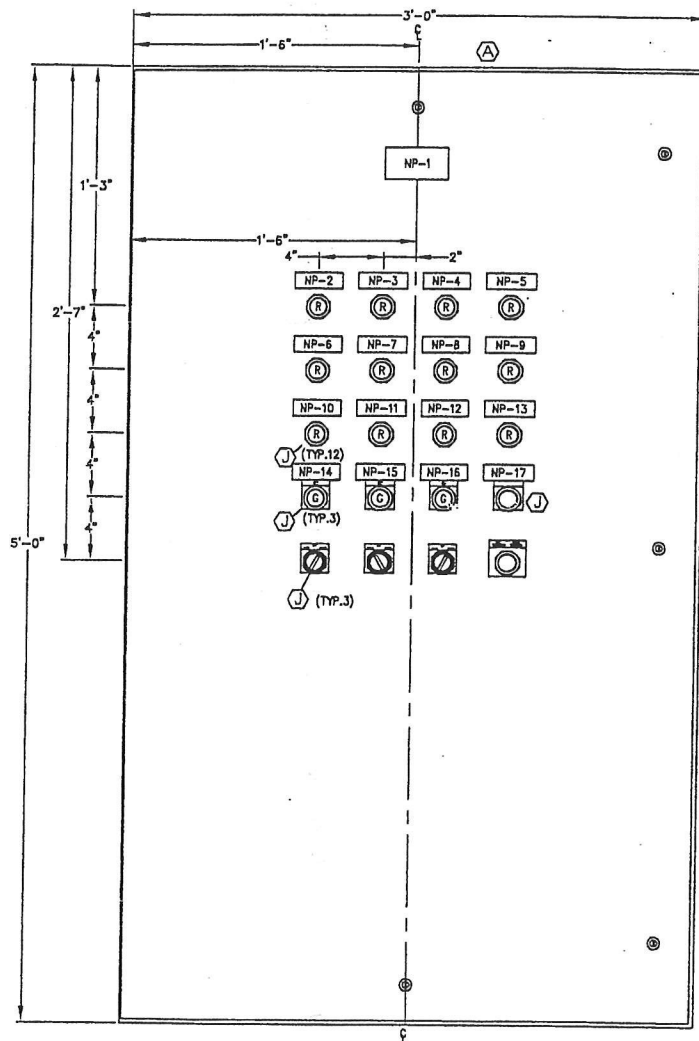 3'-0"
℄
1'-6"
A
1'-3"
NP-1
1'-6"
4" 2"
NP-2 NP-3 NP-4 NP-5
2'-7"
R R R R
4"
NP-6 NP-7 NP-8 NP-9
R R R R
4"
NP-10 NP-11 NP-12 NP-13
R R R R
J (TYP.12)
4"
NP-14 NP-15 NP-16 NP-17
G G G J
J (TYP.3)
4"
5'-0"
J (TYP.3)
℄